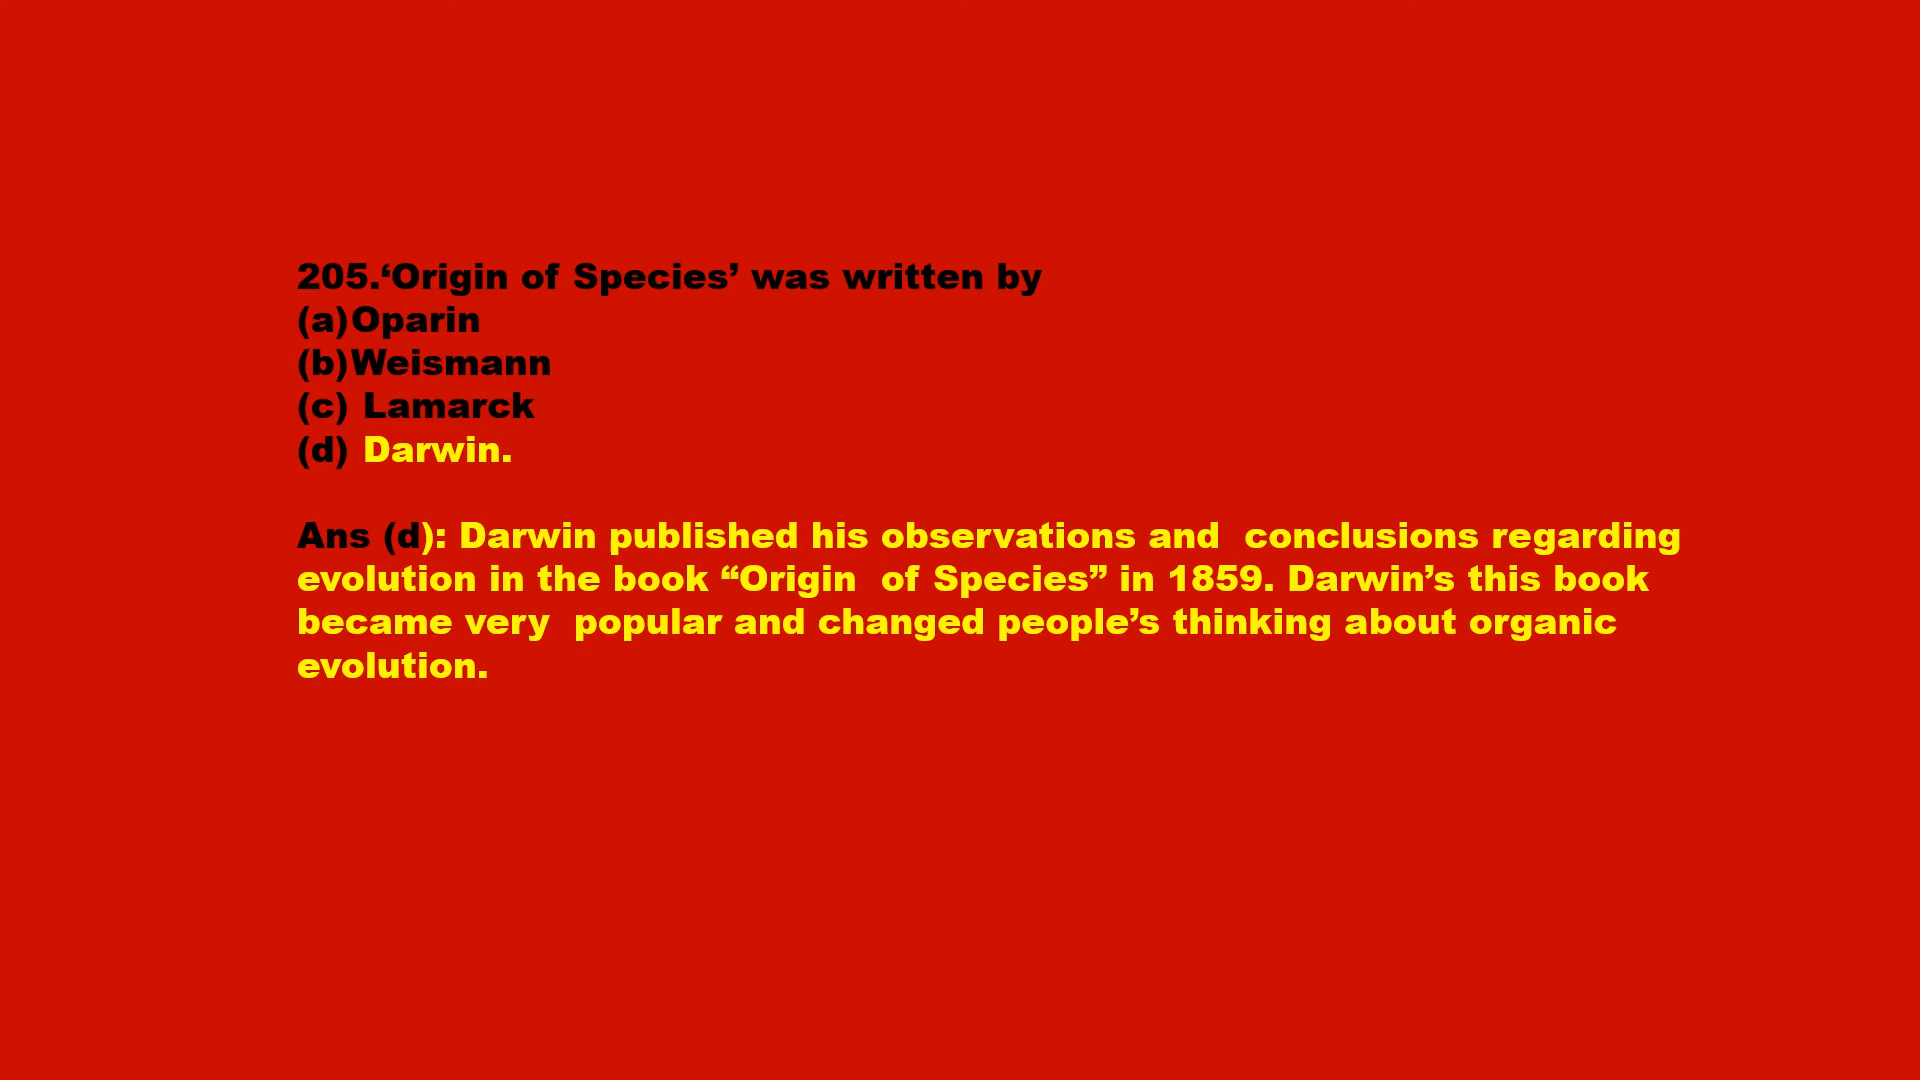 205.‘Origin of Species’ was written by
(a)Oparin
(b)Weismann
(c) Lamarck
(d) Darwin.
Ans (d): Darwin published his observations and  conclusions regarding
evolution in the book “Origin  of Species” in 1859. Darwin’s this book
became very  popular and changed people’s thinking about organic
evolution.